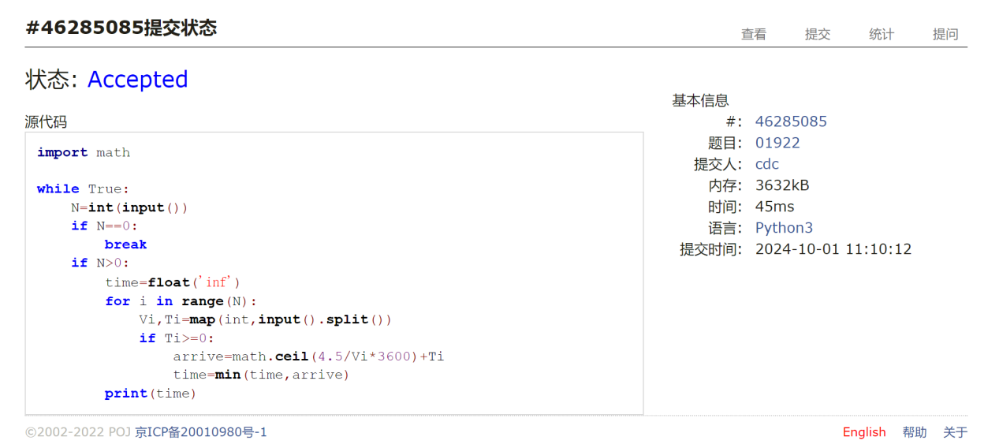 #46285085提交状态
查看 提交 统计 提问
状态: Accepted
源代码
import math
while True:
    N=int(input())
    if N==0:
        break
    if N>0:
        time=float('inf')
        for i in range(N):
            Vi,Ti=map(int,input().split())
            if Ti>=0:
                arrive=math.ceil(4.5/Vi*3600)+Ti
                time=min(time,arrive)
        print(time)
基本信息
#: 46285085
题目: 01922
提交人: cdc
内存: 3632kB
时间: 45ms
语言: Python3
提交时间: 2024-10-01 11:10:12
©2002-2022 POJ 京ICP备20010980号-1
English 帮助 关于